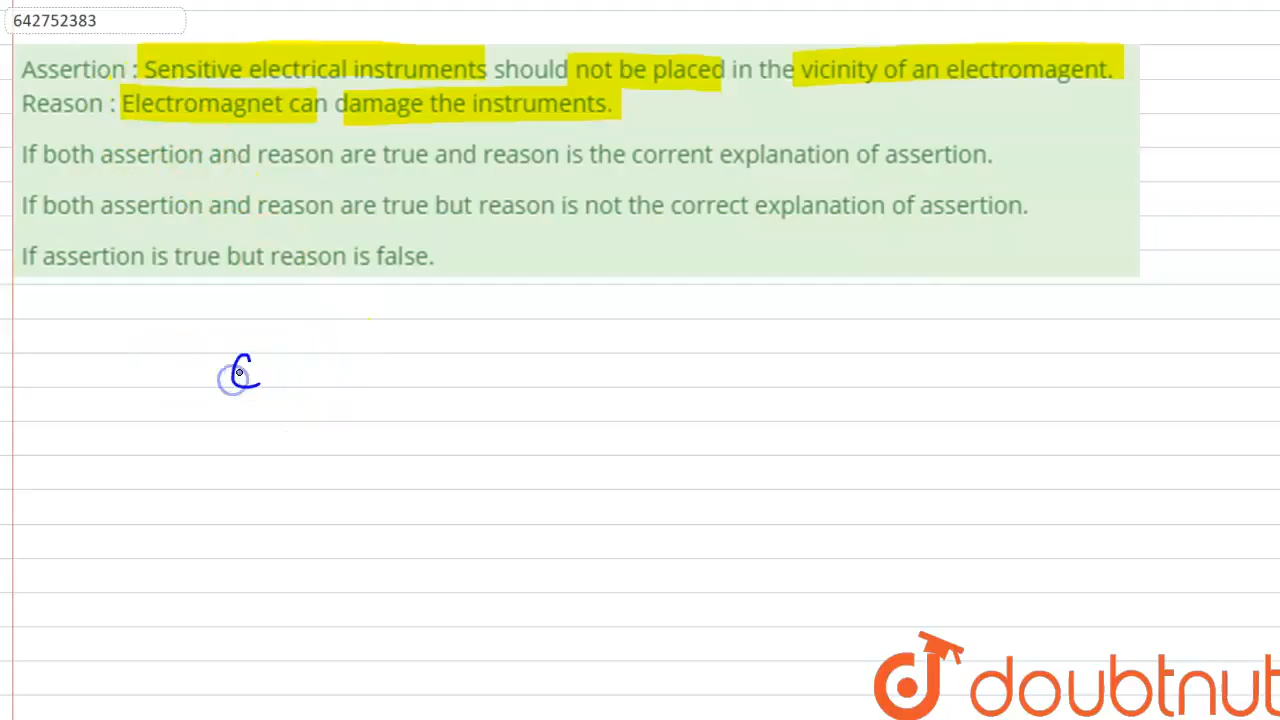 642752383
Assertion : Sensitive electrical instruments should not be placed in the vicinity of an electromagent.
Reason : Electromagnet can damage the instruments.
If both assertion and reason are true and reason is the corrent explanation of assertion.
If both assertion and reason are true but reason is not the correct explanation of assertion.
If assertion is true but reason is false.
C
doubtnut